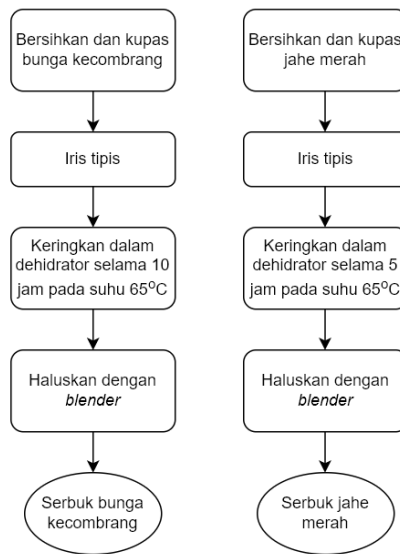 Bersihkan dan kupas
bunga kecombrang
Iris tipis
Keringkan dalam
dehidrator selama 10
jam pada suhu 65°C
Haluskan dengan
blender
Serbuk bunga
kecombrang
Bersihkan dan kupas
jahe merah
Iris tipis
Keringkan dalam
dehidrator selama 5
jam pada suhu 65°C
Haluskan dengan
blender
Serbuk jahe
merah